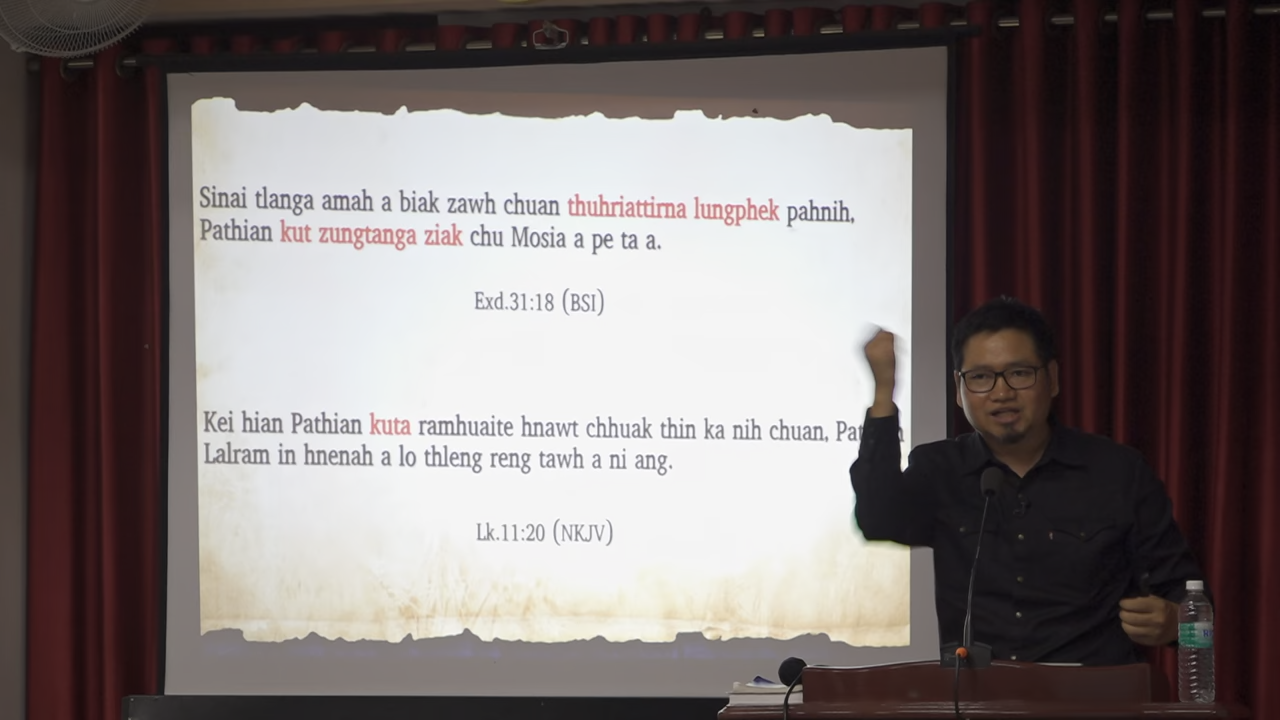 Sinai tlanga amah a biak zawh chuan thuhriattirna lungphek pahnih,
Pathian kut zungtanga ziak chu Mosia a pe ta a.
Exd.31:18 (BSI)
Kei hian Pathian kuta ramhuaite hnawt chhuak thin ka nih chuan,
Lalram in hnenah a lo thleng reng tawh a ni ang.
Lk.11:20 (NKJV)